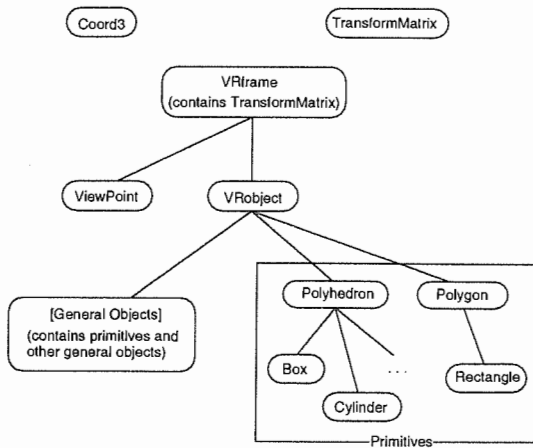 Coord3
TransformMatrix
VRframe
(contains TransformMatrix)
ViewPoint
VRobject
[General Objects]
(contains primitives and
other general objects)
Polyhedron
Polygon
Box
. . .
Rectangle
Cylinder
Primitives